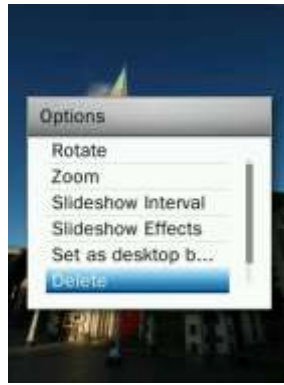 Options
Rotate
Zoom
Slideshow Interval
Slideshow Effects
Set as desktop b...
Delete